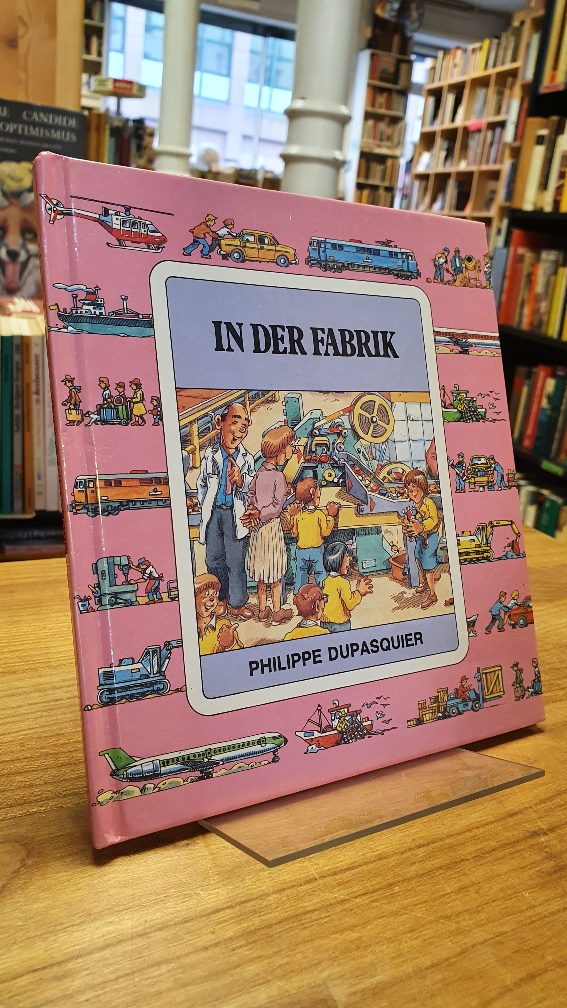 IN DER FABRIK
PHILIPPE DUPASQUIER
CANDIDE
OPTIMISMUS